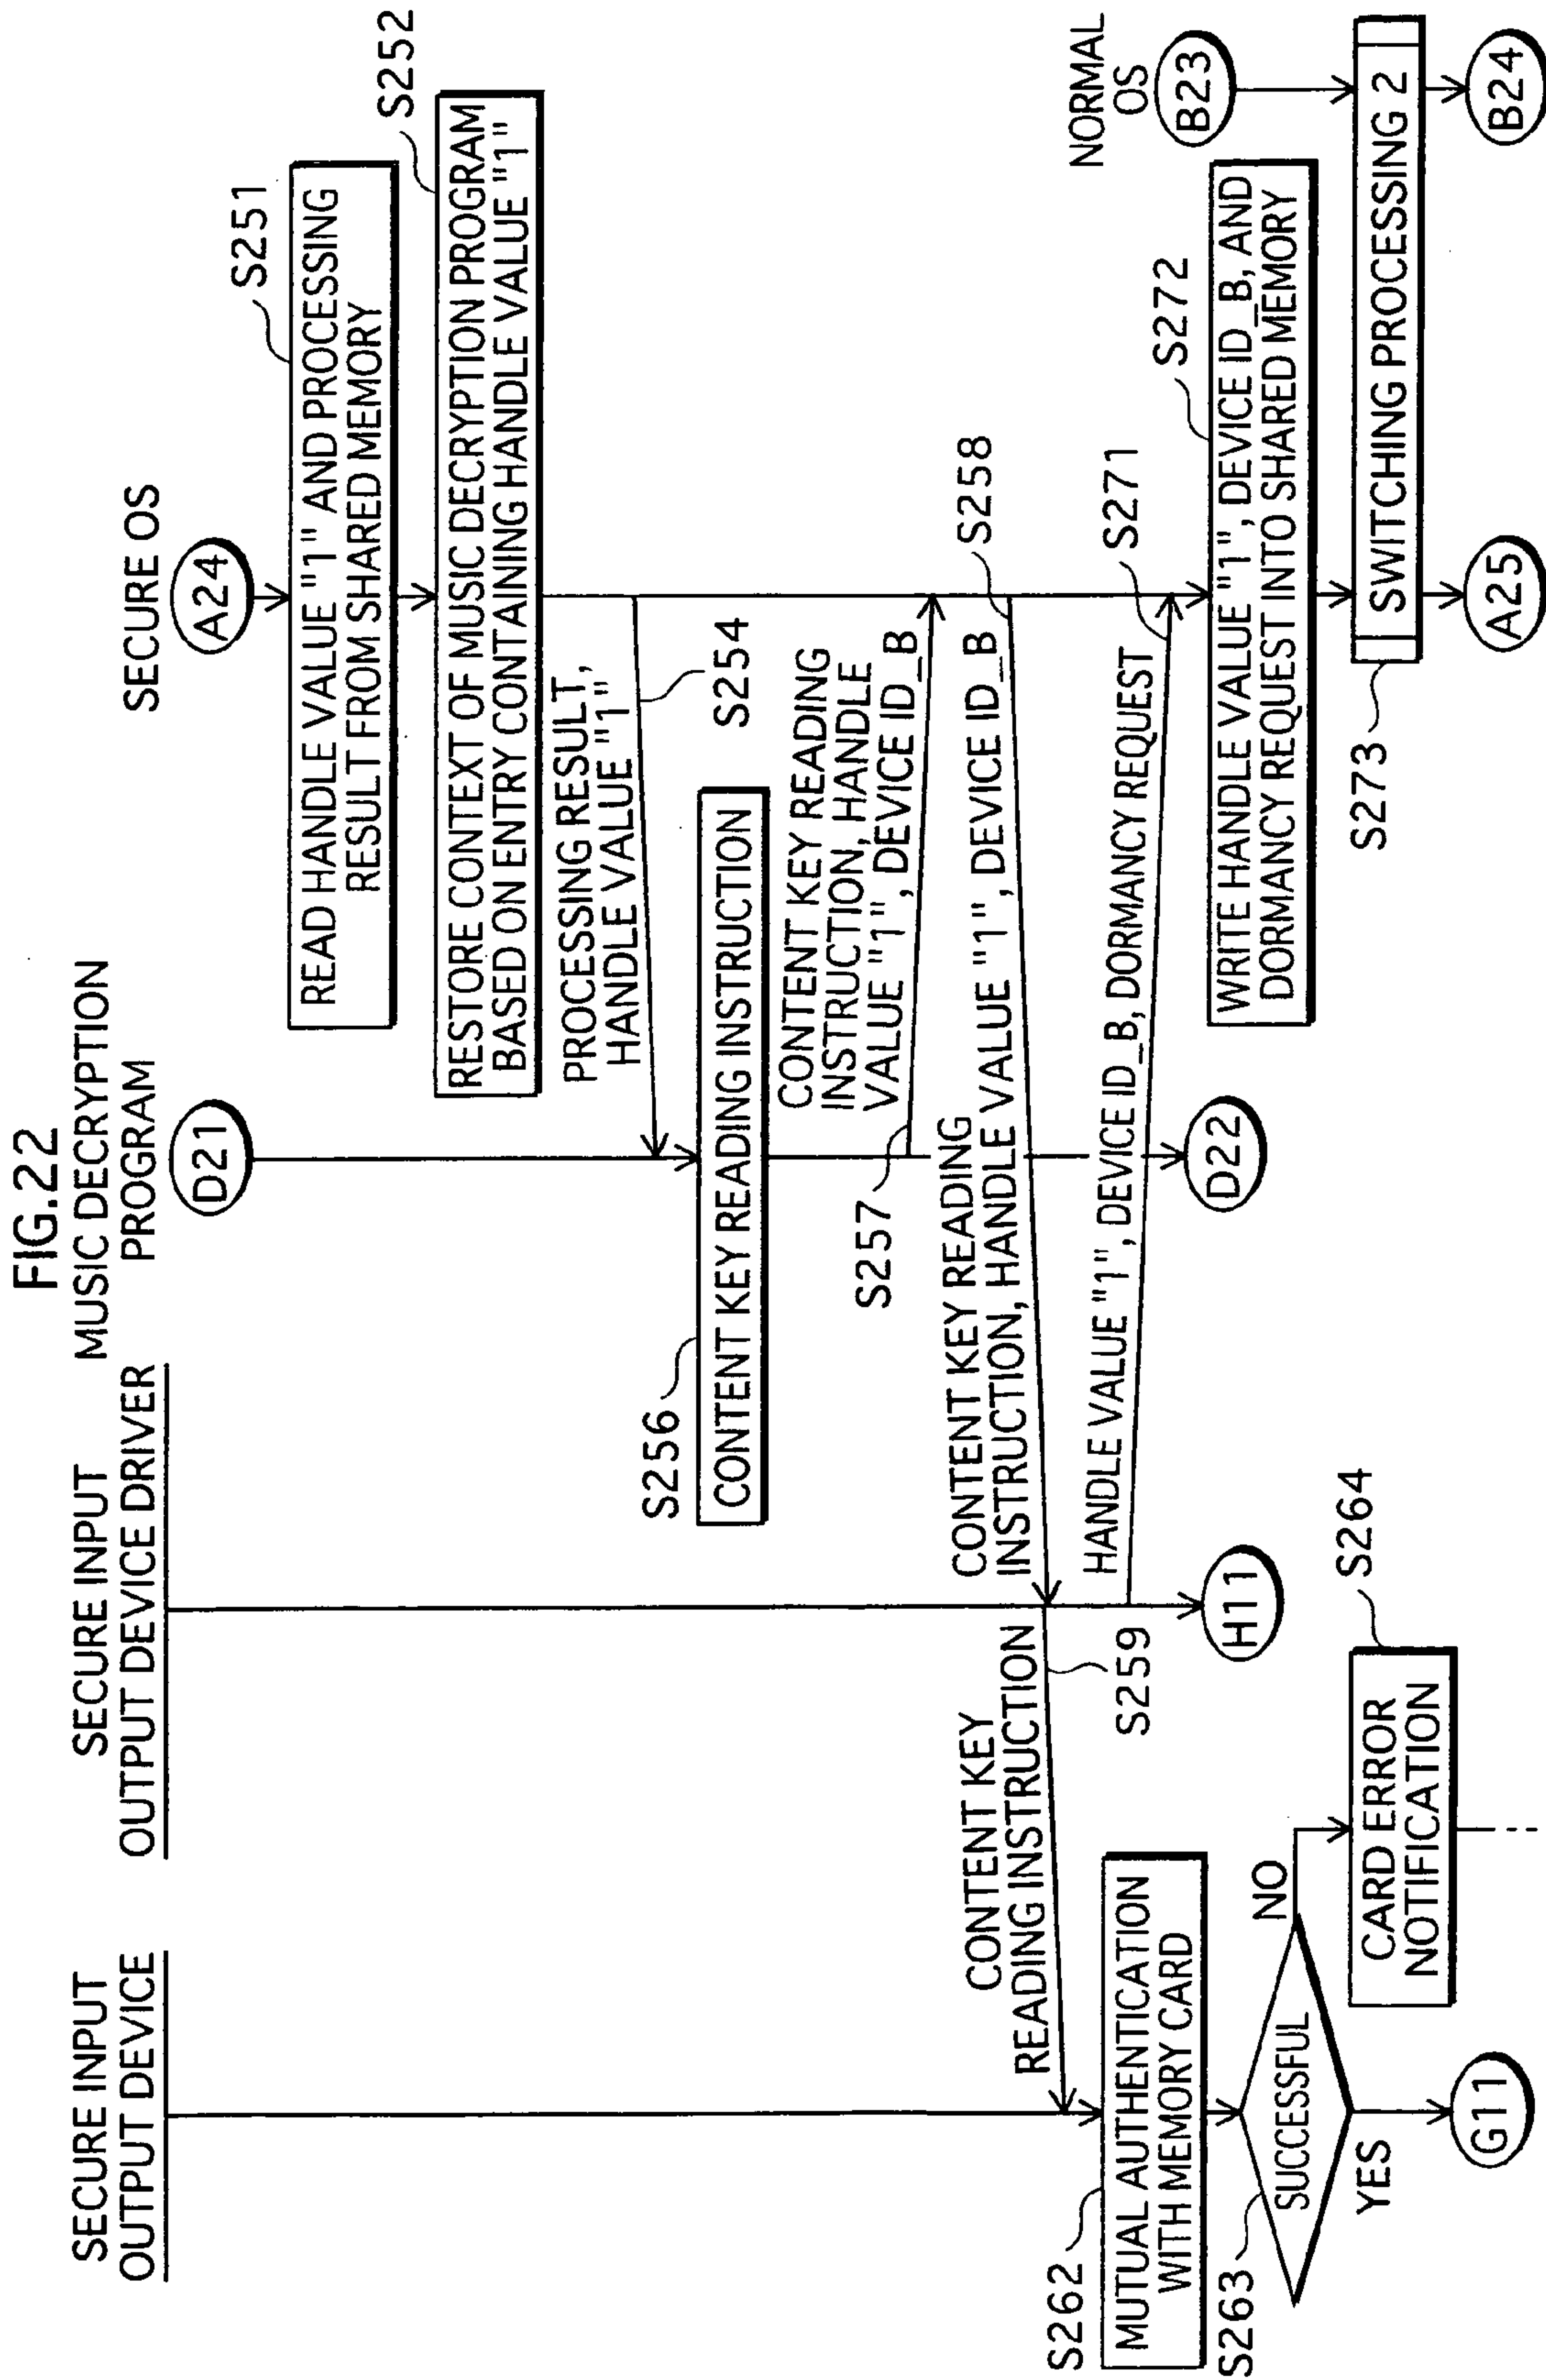 FIG.22
SECURE INPUT
OUTPUT DEVICE
SECURE INPUT
OUTPUT DEVICE DRIVER
MUSIC DECRYPTION
PROGRAM
SECURE OS
D21
A24
S251
READ HANDLE VALUE "1" AND PROCESSING
RESULT FROM SHARED MEMORY
S252
RESTORE CONTEXT OF MUSIC DECRYPTION PROGRAM
BASED ON ENTRY CONTAINING HANDLE VALUE "1"
PROCESSING RESULT,
HANDLE VALUE "1"
S254
S256
CONTENT KEY READING INSTRUCTION
CONTENT KEY READING
INSTRUCTION, HANDLE
VALUE "1", DEVICE ID_B
S257
CONTENT KEY READING
INSTRUCTION, HANDLE VALUE "1", DEVICE ID_B
S258
CONTENT KEY
READING INSTRUCTION
S259
HANDLE VALUE "1", DEVICE ID_B, DORMANCY REQUEST
S271
NORMAL
OS
S262
MUTUAL AUTHENTICATION
WITH MEMORY CARD
H11
D22
S272
WRITE HANDLE VALUE "1", DEVICE ID_B, AND
DORMANCY REQUEST INTO SHARED MEMORY
B23
S263
SUCCESSFUL
NO
YES
S264
CARD ERROR
NOTIFICATION
S273
SWITCHING PROCESSING 2
G11
A25
B24